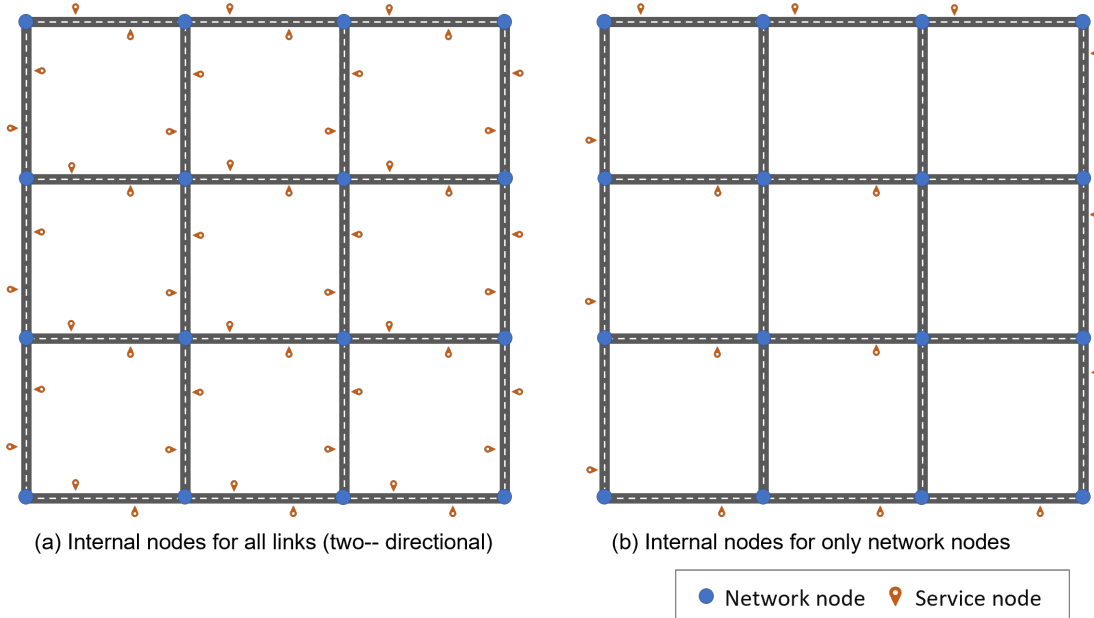 (a) Internal nodes for all links (two-- directional)
(b) Internal nodes for only network nodes
Network node
Service node